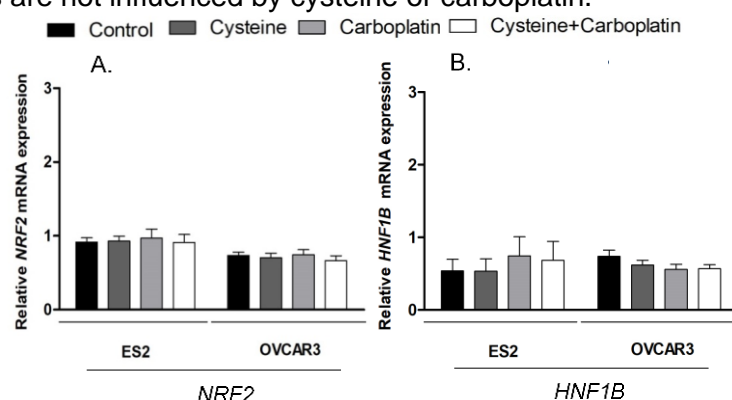 s are not influenced by cysteine or carboplatin.
Control Cysteine Carboplatin Cysteine+Carboplatin
A.
Relative NRF2 mRNA expression
3
2
1
0
ES2 OVCAR3
NRF2
B.
Relative HNF1B mRNA expression
3
2
1
0
ES2 OVCAR3
HNF1B